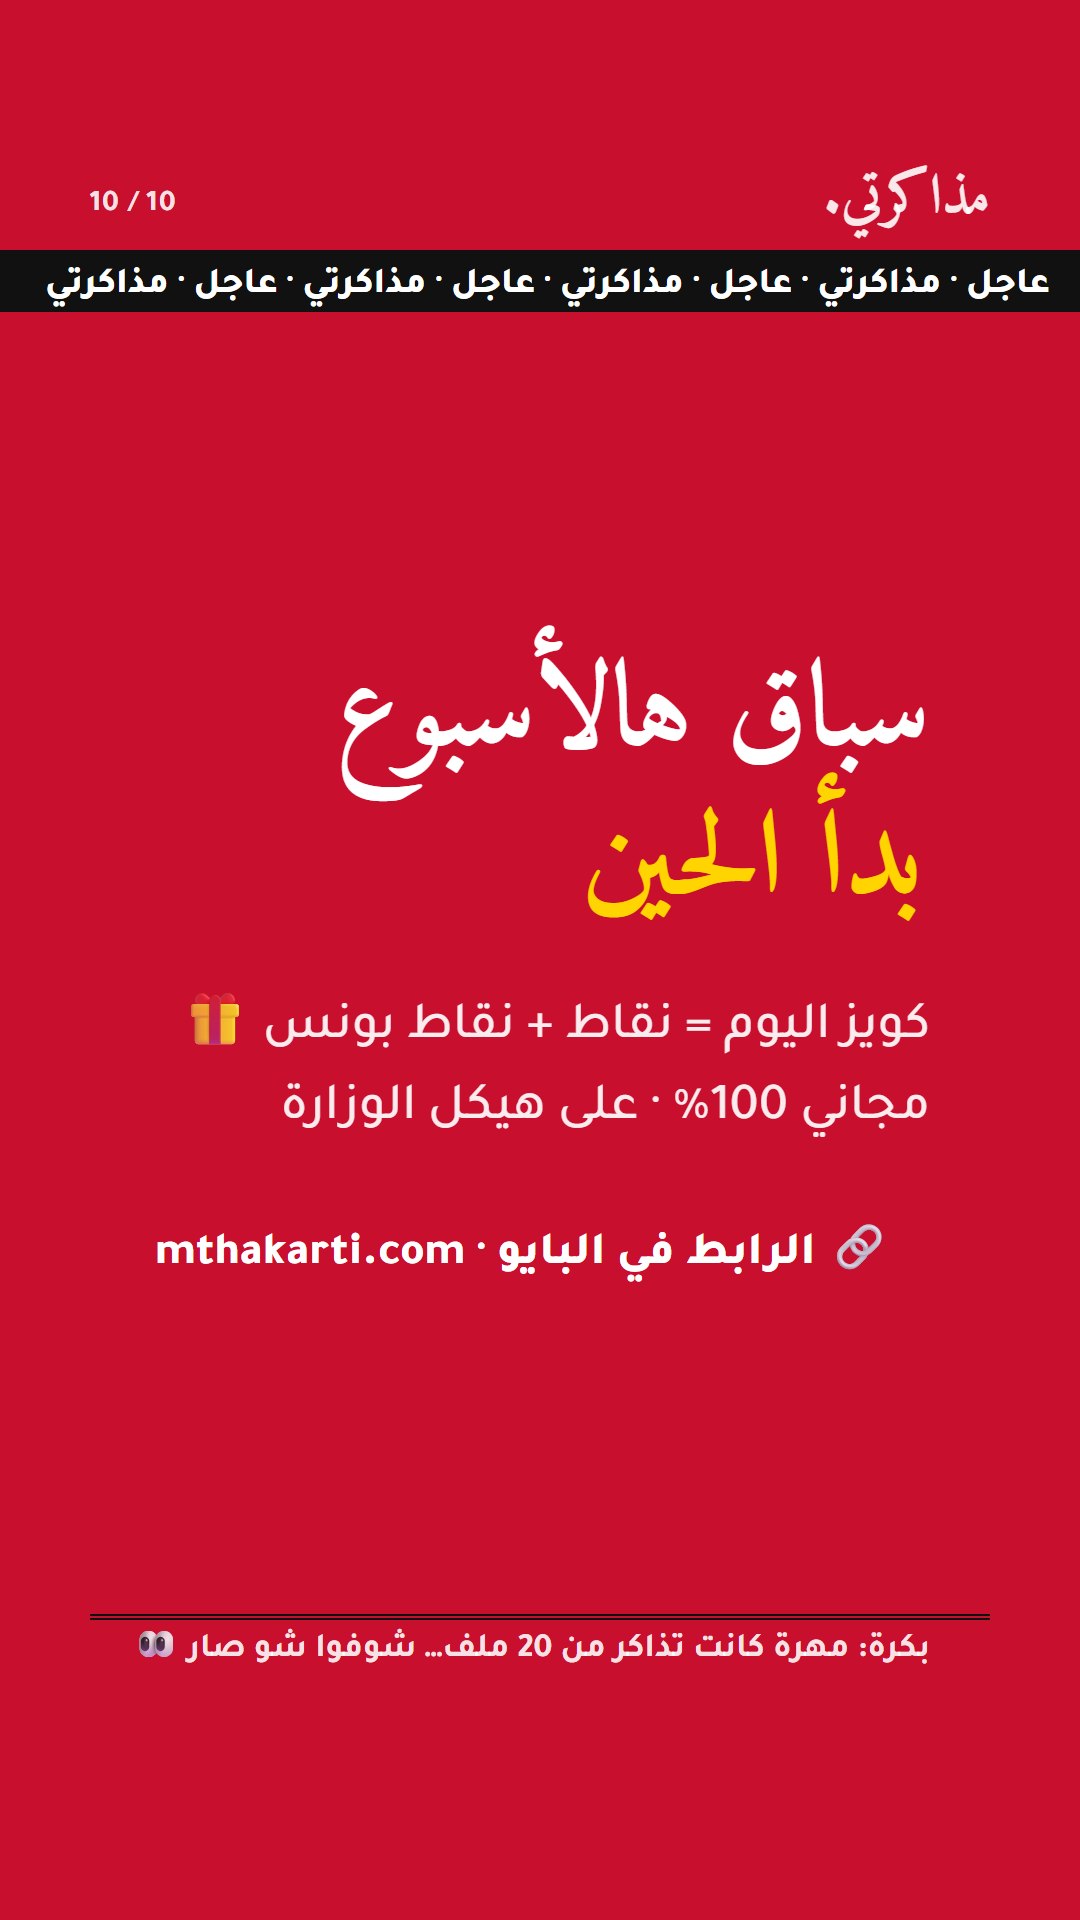 مذاكرتي.
10 / 10
عاجل · مذاكرتي · عاجل · مذاكرتي · عاجل · مذاكرتي · عاجل · مذاكرتي
سباق هالأسبوع
بدأ الحين
كويز اليوم = نقاط + نقاط بونس 🎁
مجاني 100% · على هيكل الوزارة
🔗 الرابط في البايو · mthakarti.com
بكرة: مهرة كانت تذاكر من 20 ملف… شوفوا شو صار 👀